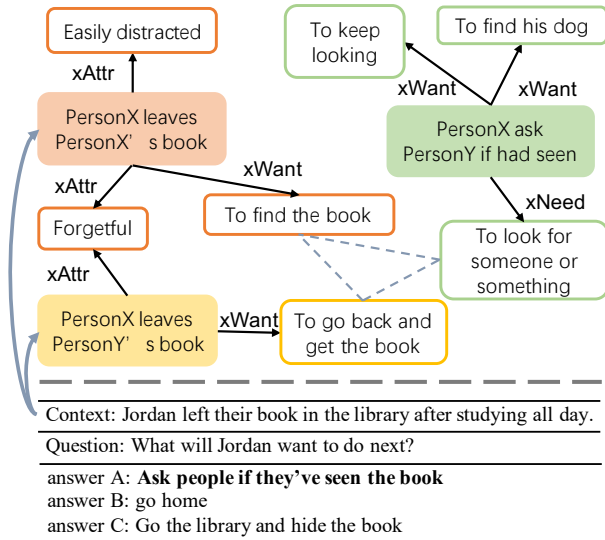 Easily distracted
To keep
looking
To find his dog
xAttr
xWant
xWant
PersonX leaves
PersonX' s book
PersonX ask
PersonY if had seen
xAttr
xWant
xNeed
Forgetful
To find the book
To look for
someone or
something
xAttr
PersonX leaves
PersonY' s book
xWant
To go back and
get the book
Context: Jordan left their book in the library after studying all day.
Question: What will Jordan want to do next?
answer A: Ask people if they've seen the book
answer B: go home
answer C: Go the library and hide the book